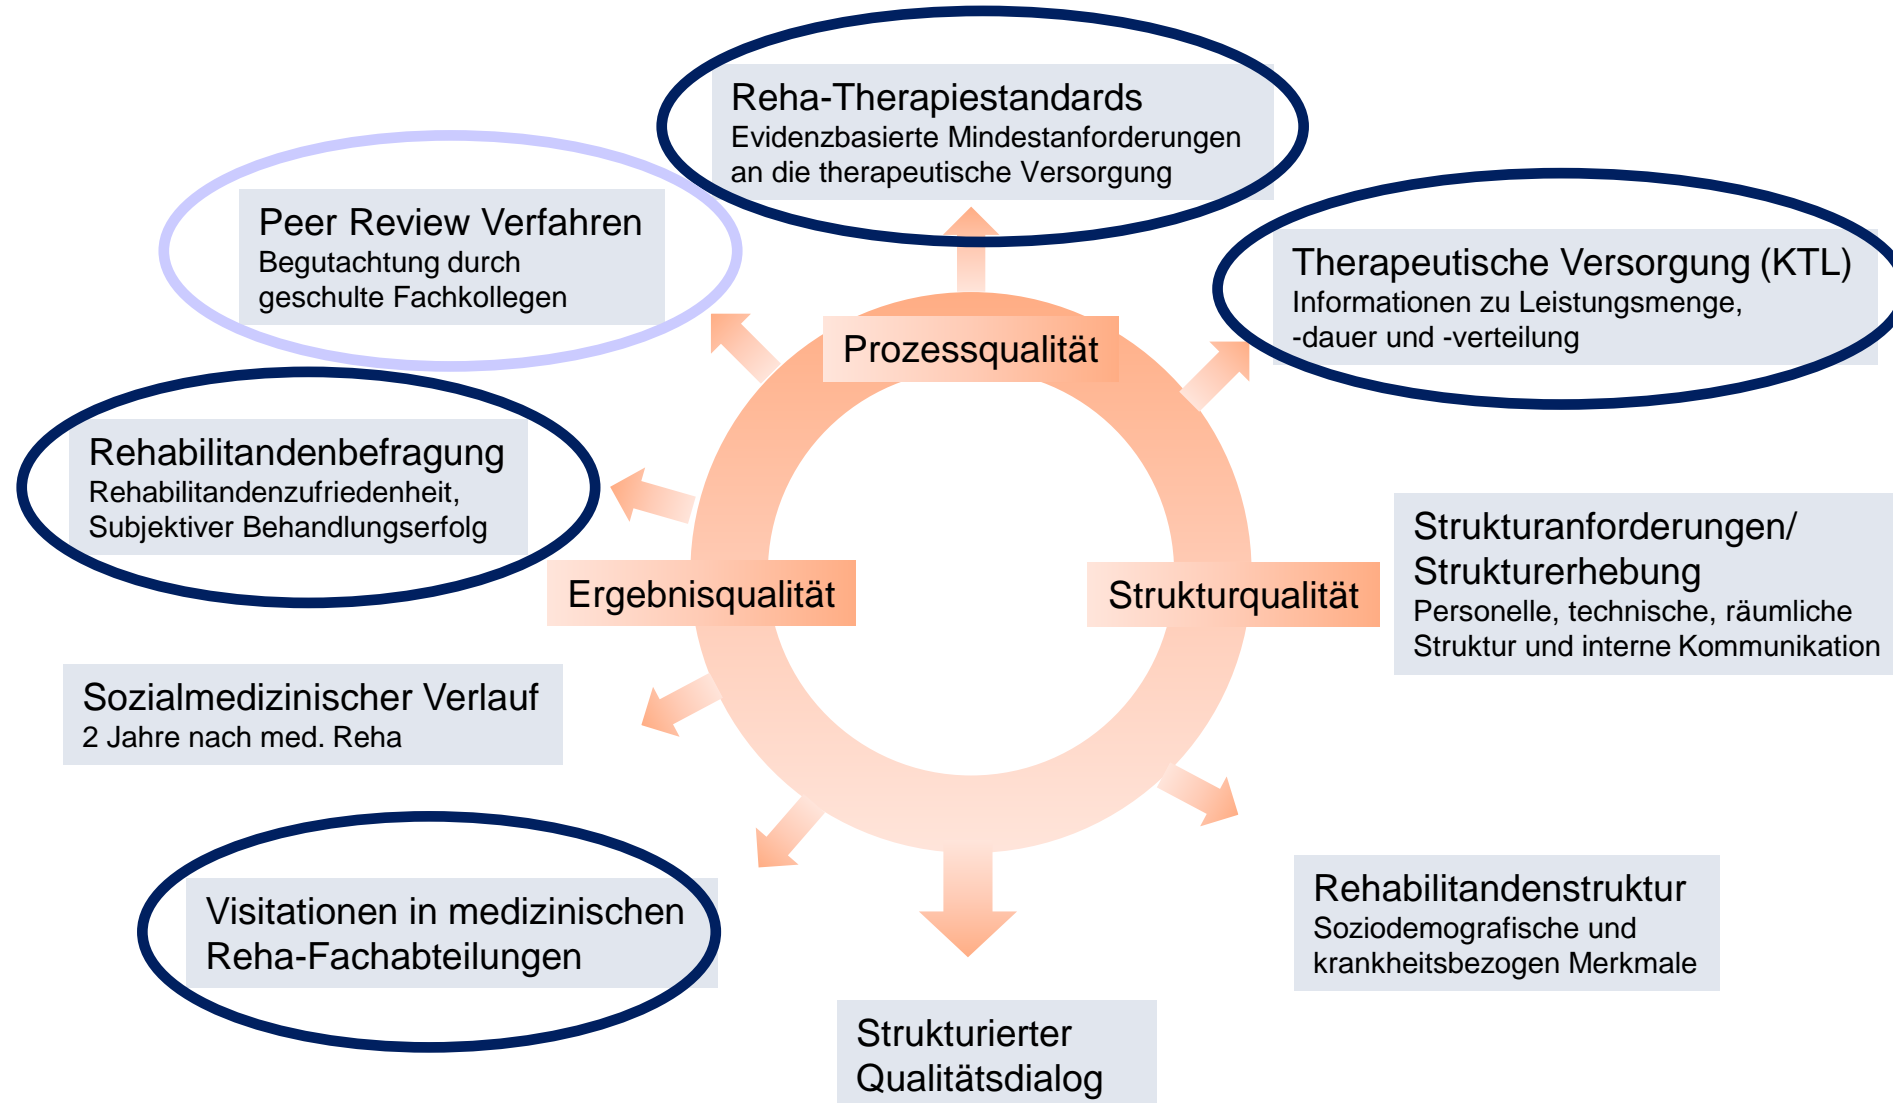 Reha-Therapiestandards
Evidenzbasierte Mindestanforderungen
an die therapeutische Versorgung
Peer Review Verfahren
Begutachtung durch
geschulte Fachkollegen
Therapeutische Versorgung (KTL)
Informationen zu Leistungsmenge,
-dauer und -verteilung
Prozessqualität
Rehabilitandenbefragung
Rehabilitandenzufriedenheit,
Subjektiver Behandlungserfolg
Strukturanforderungen/
Strukturerhebung
Personelle, technische, räumliche
Struktur und interne Kommunikation
Ergebnisqualität
Strukturqualität
Sozialmedizinischer Verlauf
2 Jahre nach med. Reha
Visitationen in medizinischen
Reha-Fachabteilungen
Rehabilitandenstruktur
Soziodemografische und
krankheitsbezogen Merkmale
Strukturierter
Qualitätsdialog